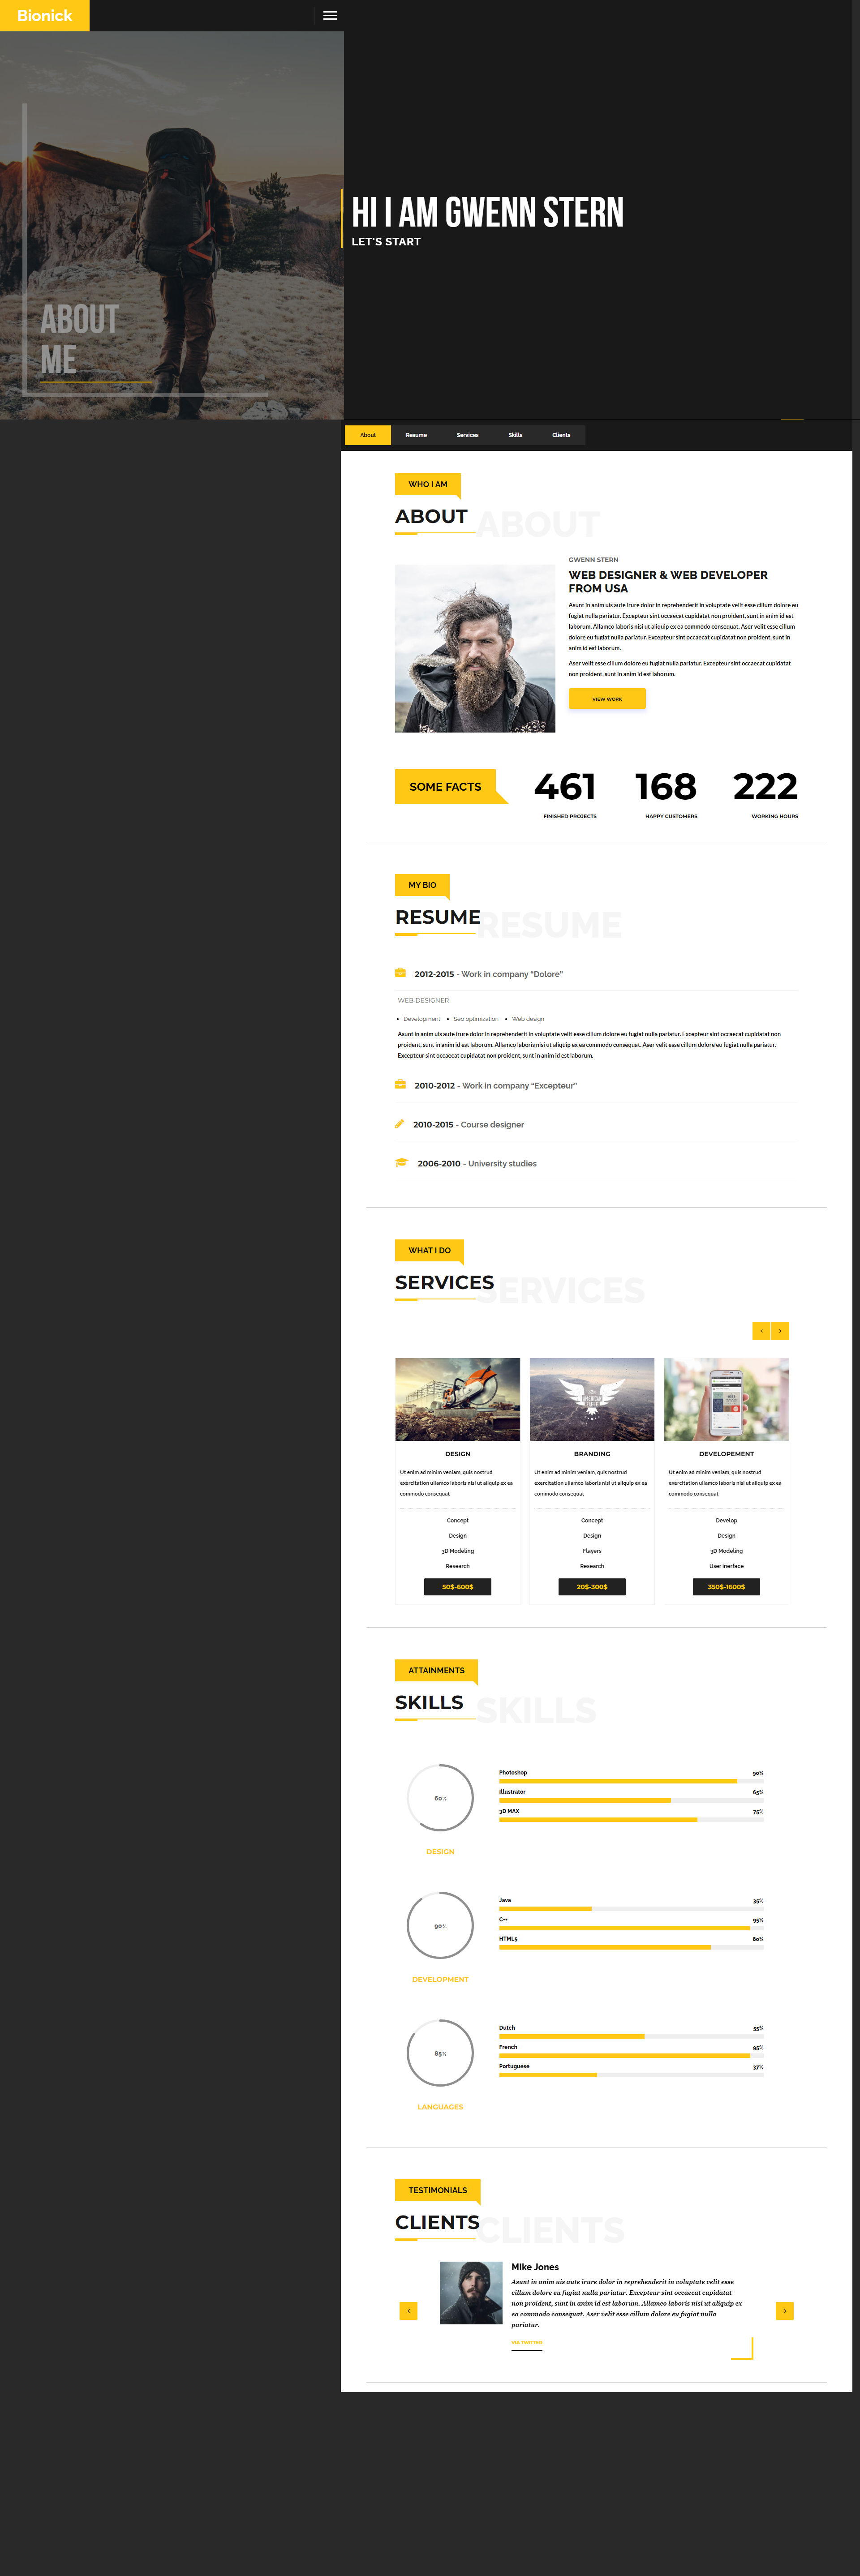 Bionick
HI I AM GWENN STERN
LET'S START
ABOUT
ME
About
Resume
Services
Skills
Clients
WHO I AM
ABOUT
ABOUT
GWENN STERN
WEB DESIGNER & WEB DEVELOPER
FROM USA
Asunt in anim uis aute irure dolor in reprehenderit in voluptate velit esse cillum dolore eu
fugiat nulla pariatur. Excepteur sint occaecat cupidatat non proident, sunt in anim id est
laborum. Allamco laboris nisi ut aliquip ex ea commodo consequat. Aser velit esse cillum
dolore eu fugiat nulla pariatur. Excepteur sint occaecat cupidatat non proident, sunt in
anim id est laborum.
Aser velit esse cillum dolore eu fugiat nulla pariatur. Excepteur sint occaecat cupidatat
non proident, sunt in anim id est laborum.
VIEW WORK
SOME FACTS
461
168
222
FINISHED PROJECTS
HAPPY CUSTOMERS
WORKING HOURS
MY BIO
RESUME
RESUME
2012-2015 - Work in company “Dolore”
WEB DESIGNER
• Development • Seo optimization • Web design
Asunt in anim uis aute irure dolor in reprehenderit in voluptate velit esse cillum dolore eu fugiat nulla pariatur. Excepteur sint occaecat cupidatat non
proident, sunt in anim id est laborum. Allamco laboris nisi ut aliquip ex ea commodo consequat. Aser velit esse cillum dolore eu fugiat nulla pariatur.
Excepteur sint occaecat cupidatat non proident, sunt in anim id est laborum.
2010-2012 - Work in company “Excepteur”
2010-2015 - Course designer
2006-2010 - University studies
WHAT I DO
SERVICES
SERVICES
AMERICAN
EAGLE
DESIGN
Ut enim ad minim veniam, quis nostrud
exercitation ullamco laboris nisi ut aliquip ex ea
commodo consequat
Concept
Design
3D Modeling
Research
50$-600$
BRANDING
Ut enim ad minim veniam, quis nostrud
exercitation ullamco laboris nisi ut aliquip ex ea
commodo consequat
Concept
Design
Flayers
Research
20$-300$
DEVELOPEMENT
Ut enim ad minim veniam, quis nostrud
exercitation ullamco laboris nisi ut aliquip ex ea
commodo consequat
Develop
Design
3D Modeling
User inerface
350$-1600$
ATTAINMENTS
SKILLS
SKILLS
60%
DESIGN
Photoshop 90%
Illustrator 65%
3D MAX 75%
90%
DEVELOPMENT
Java 35%
C++ 95%
HTML5 80%
85%
LANGUAGES
Dutch 55%
French 95%
Portuguese 37%
TESTIMONIALS
CLIENTS
CLIENTS
Mike Jones
Asunt in anim uis aute irure dolor in reprehenderit in voluptate velit esse
cillum dolore eu fugiat nulla pariatur. Excepteur sint occaecat cupidatat
non proident, sunt in anim id est laborum. Allamco laboris nisi ut aliquip ex
ea commodo consequat. Aser velit esse cillum dolore eu fugiat nulla
pariatur.
VIA TWITTER